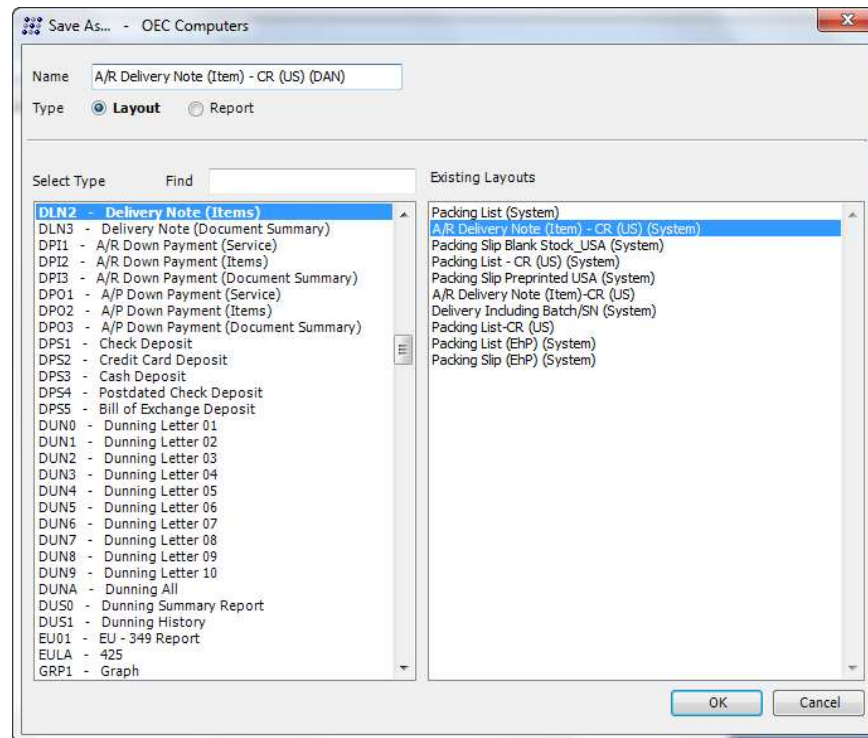 Save As... - OEC Computers
Name A/R Delivery Note (Item) - CR (US) (DAN)
Type Layout Report
Select Type Find
DLN2 - Delivery Note (Items)
DLN3 - Delivery Note (Document Summary)
DPI1 - A/R Down Payment (Service)
DPI2 - A/R Down Payment (Items)
DPI3 - A/R Down Payment (Document Summary)
DPO1 - A/P Down Payment (Service)
DPO2 - A/P Down Payment (Items)
DPO3 - A/P Down Payment (Document Summary)
DPS1 - Check Deposit
DPS2 - Credit Card Deposit
DPS3 - Cash Deposit
DPS4 - Postdated Check Deposit
DPS5 - Bill of Exchange Deposit
DUN0 - Dunning Letter 01
DUN1 - Dunning Letter 02
DUN2 - Dunning Letter 03
DUN3 - Dunning Letter 04
DUN4 - Dunning Letter 05
DUN5 - Dunning Letter 06
DUN6 - Dunning Letter 07
DUN7 - Dunning Letter 08
DUN8 - Dunning Letter 09
DUN9 - Dunning Letter 10
DUNA - Dunning All
DUS0 - Dunning Summary Report
DUS1 - Dunning History
EU01 - EU - 349 Report
EULA - 425
GRP1 - Graph
Existing Layouts
Packing List (System)
A/R Delivery Note (Item) - CR (US) (System)
Packing Slip Blank Stock_USA (System)
Packing List - CR (US) (System)
Packing Slip Preprinted USA (System)
A/R Delivery Note (Item)-CR (US)
Delivery Including Batch/SN (System)
Packing List-CR (US)
Packing List (EhP) (System)
Packing Slip (EhP) (System)
OK Cancel